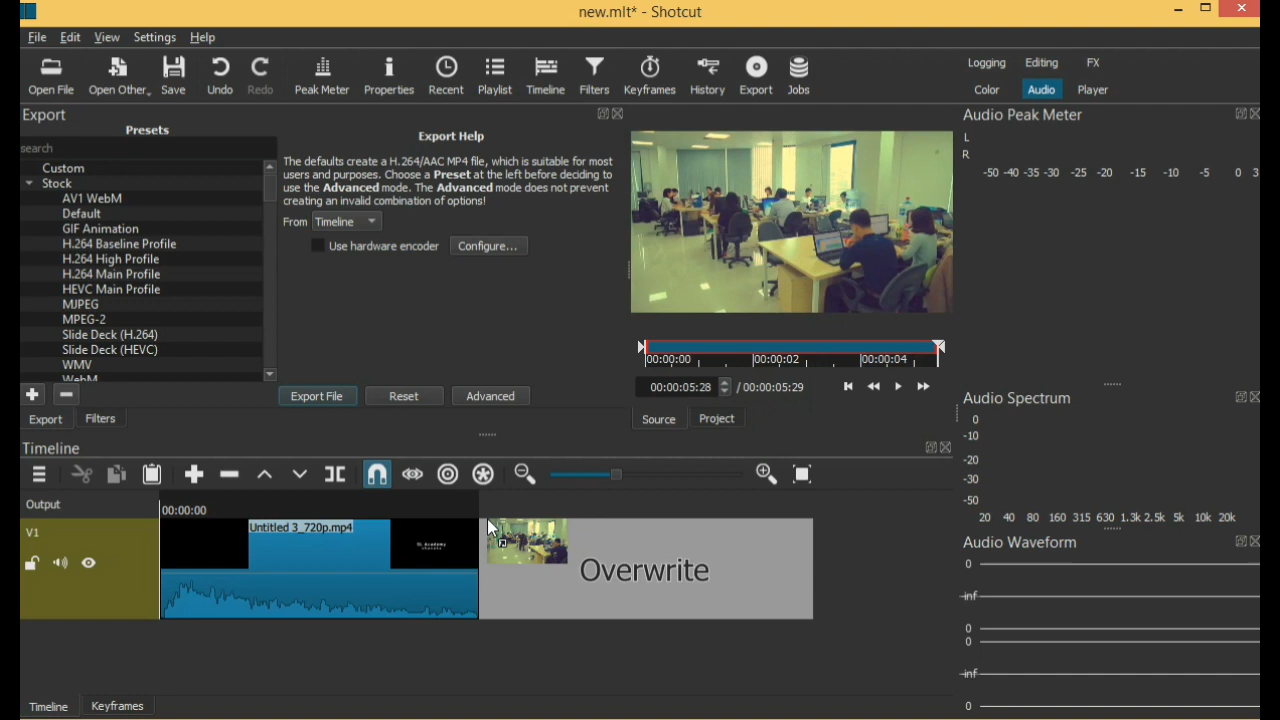 new.mlt* - Shotcut
File Edit View Settings Help
Open File Open Other... Save Undo Redo Peak Meter Properties Recent Playlist Timeline Filters Keyframes History Export Jobs
Logging Editing FX
Color Audio Player
Export
Presets
search
Custom
Stock
AV1 WebM
Default
GIF Animation
H.264 Baseline Profile
H.264 High Profile
H.264 Main Profile
HEVC Main Profile
MJPEG
MPEG-2
Slide Deck (H.264)
Slide Deck (HEVC)
WMV
WebM
Export Help
The defaults create a H.264/AAC MP4 file, which is suitable for most
users and purposes. Choose a Preset at the left before deciding to
use the Advanced mode. The Advanced mode does not prevent
creating an invalid combination of options!
From Timeline
Use hardware encoder Configure...
Export File Reset Advanced
Export Filters
00:00:00 00:00:02 00:00:04
00:00:05:28 / 00:00:05:29
Source Project
Audio Peak Meter
L
R
-50 -40 -35 -30 -25 -20 -15 -10 -5 0 3
Audio Spectrum
0
-10
-20
-30
-50
20 40 80 160 315 630 1.3k 2.5k 5k 10k 20k
Audio Waveform
0
-inf
0
0
-inf
0
Timeline
Output
00:00:00
V1
Untitled 3_720p.mp4
Overwrite
Timeline Keyframes